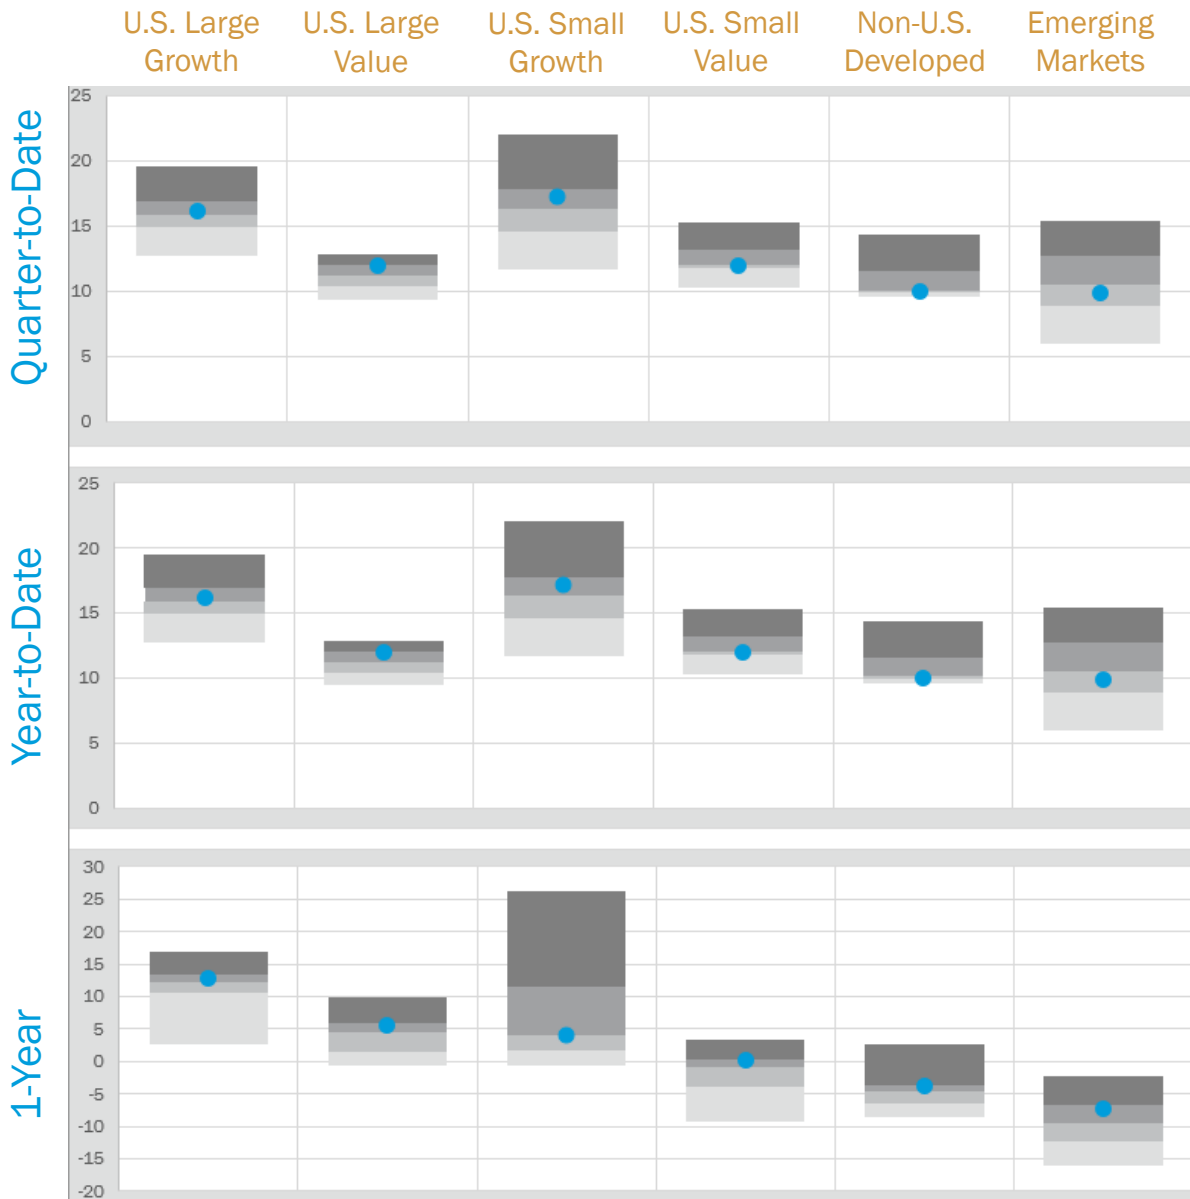 U.S. Large
Growth
U.S. Large
Value
U.S. Small
Growth
U.S. Small
Value
Non-U.S.
Developed
Emerging
Markets
Quarter-to-Date
25
20
15
10
5
0
Year-to-Date
25
20
15
10
5
0
1-Year
30
25
20
15
10
5
0
-5
-10
-15
-20